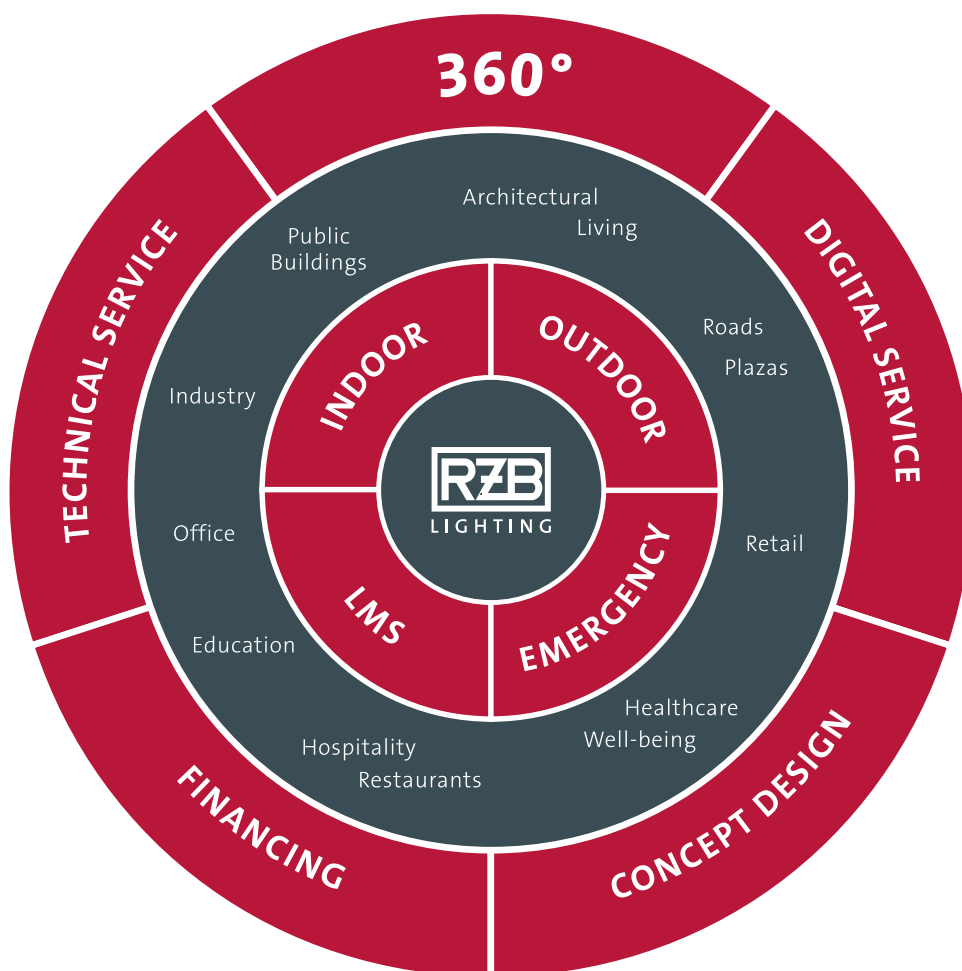 360°
TECHNICAL SERVICE
DIGITAL SERVICE
FINANCING
CONCEPT DESIGN
Architectural
Living
Public
Buildings
Roads
Plazas
Industry
Office
Retail
Education
Healthcare
Well-being
Hospitality
Restaurants
INDOOR
OUTDOOR
LMS
EMERGENCY
RZB
LIGHTING